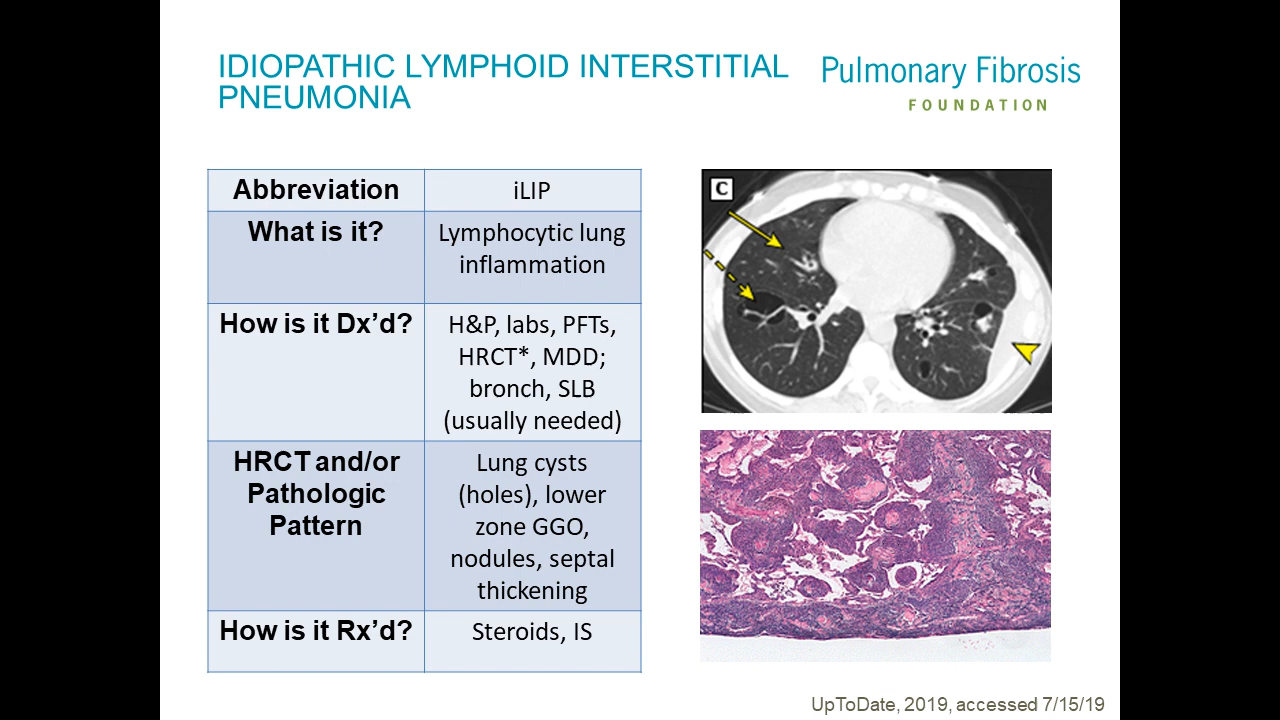 IDIOPATHIC LYMPHOID INTERSTITIAL
PNEUMONIA
Pulmonary Fibrosis
FOUNDATION
Abbreviation
iLIP
What is it?
Lymphocytic lung
inflammation
How is it Dx’d?
H&P, labs, PFTs,
HRCT*, MDD;
bronch, SLB
(usually needed)
HRCT and/or
Pathologic
Pattern
Lung cysts
(holes), lower
zone GGO,
nodules, septal
thickening
How is it Rx’d?
Steroids, IS
C
UpToDate, 2019, accessed 7/15/19